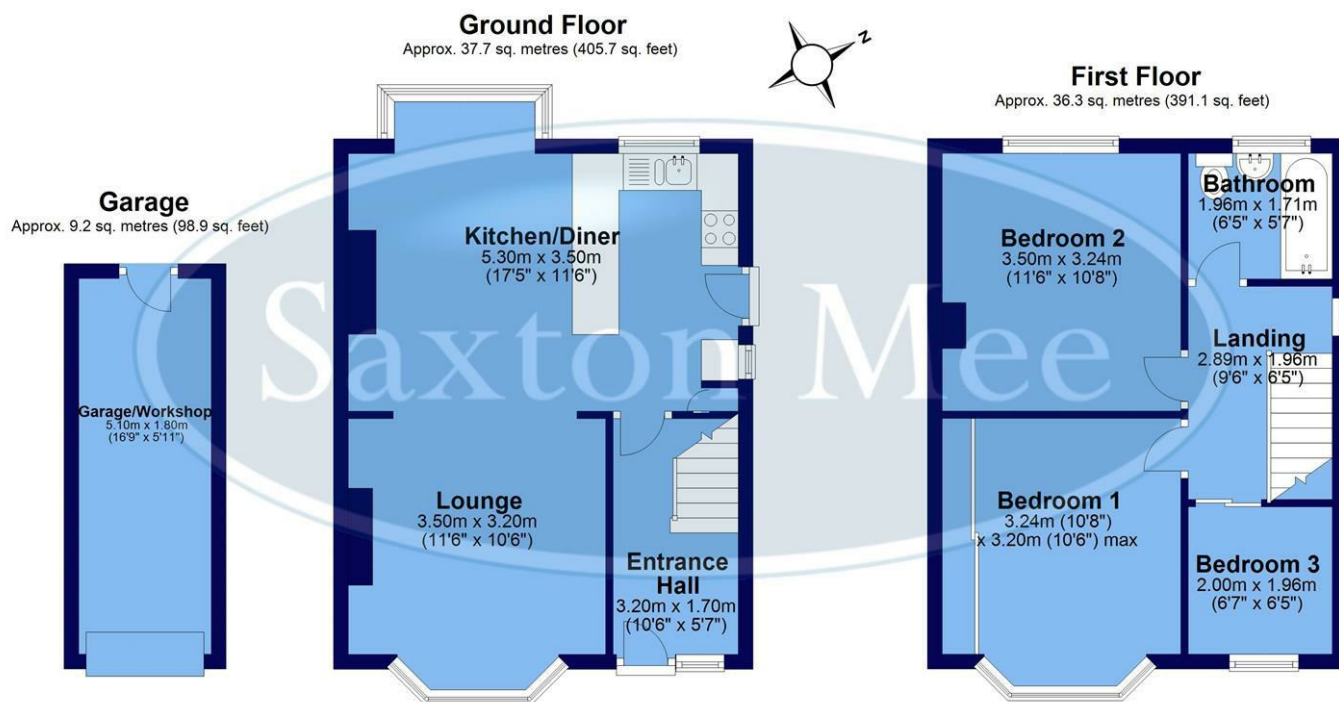 Ground Floor
Approx. 37.7 sq. metres (405.7 sq. feet)
N
First Floor
Approx. 36.3 sq. metres (391.1 sq. feet)
Garage
Approx. 9.2 sq. metres (98.9 sq. feet)
Garage/Workshop
5.10m x 1.80m
(16'9" x 5'11")
Kitchen/Diner
5.30m x 3.50m
(17'5" x 11'6")
Lounge
3.50m x 3.20m
(11'6" x 10'6")
Entrance
Hall
3.20m x 1.70m
(10'6" x 5'7")
Bedroom 2
3.50m x 3.24m
(11'6" x 10'8")
Bathroom
1.96m x 1.71m
(6'5" x 5'7")
Landing
2.89m x 1.96m
(9'6" x 6'5")
Bedroom 1
3.24m (10'8")
x 3.20m (10'6") max
Bedroom 3
2.00m x 1.96m
(6'7" x 6'5")
Saxton Mee